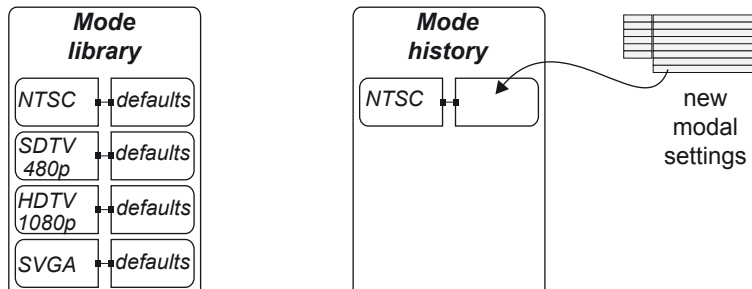 Mode
library
NTSC
defaults
SDTV
480p
defaults
HDTV
1080p
defaults
SVGA
defaults
Mode
history
NTSC
new
modal
settings